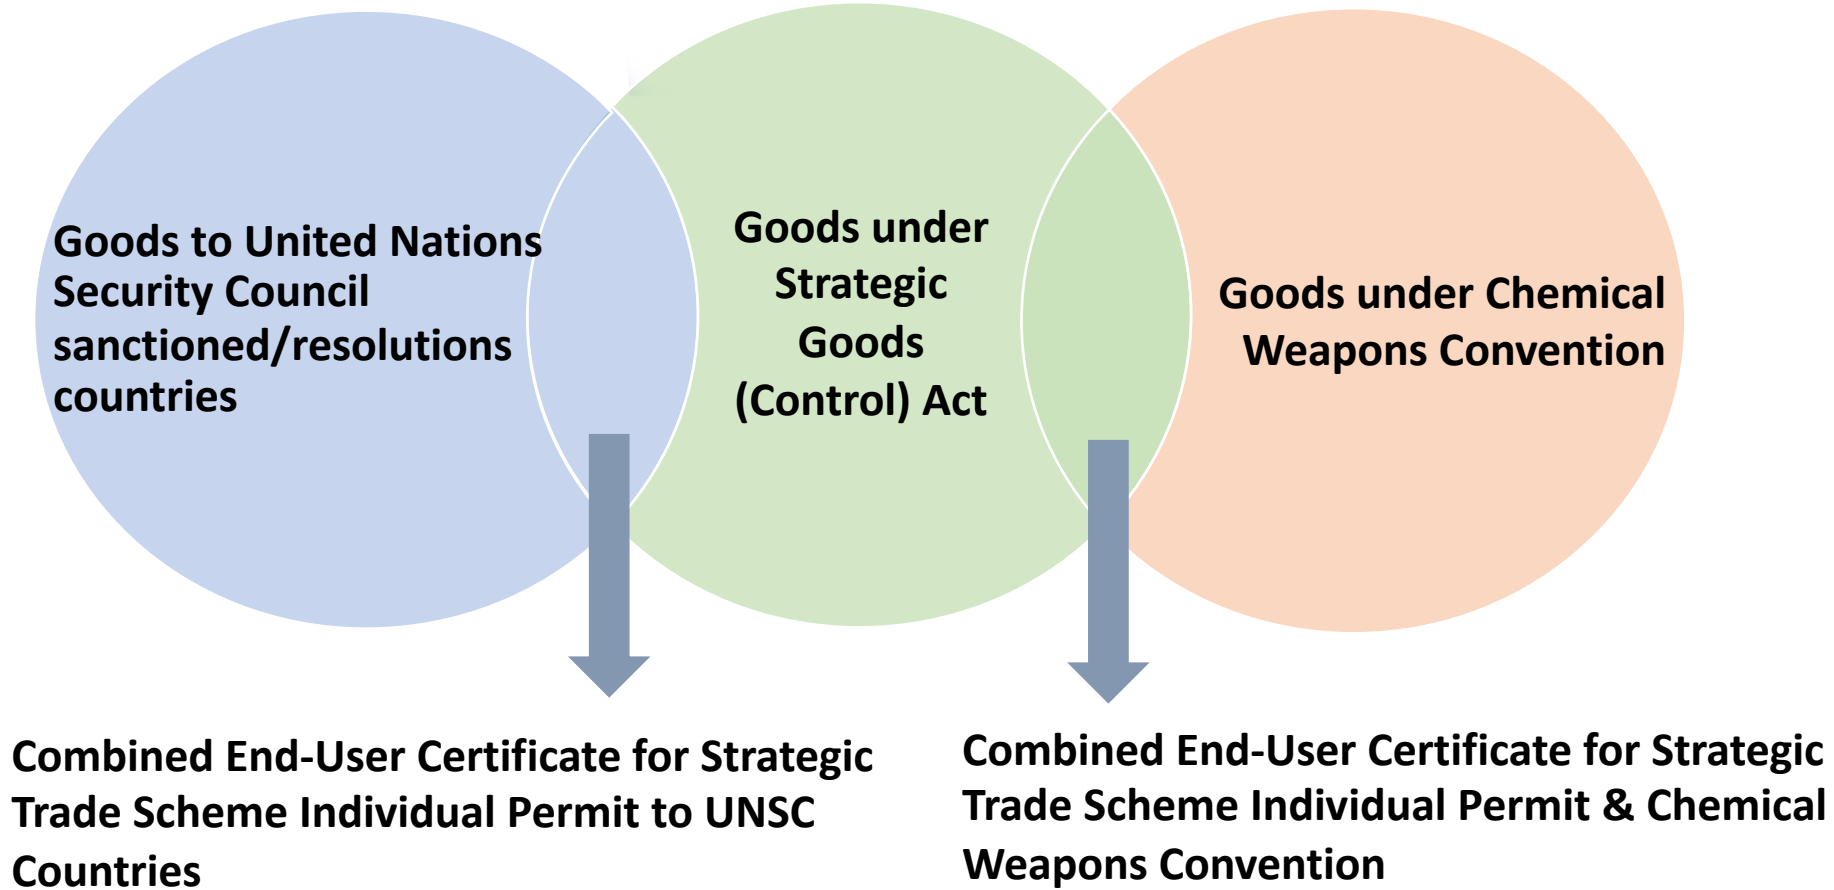 Goods to United Nations
Security Council
sanctioned/resolutions
countries
Goods under
Strategic
Goods
(Control) Act
Goods under Chemical
Weapons Convention
Combined End-User Certificate for Strategic
Trade Scheme Individual Permit to UNSC
Countries
Combined End-User Certificate for Strategic
Trade Scheme Individual Permit & Chemical
Weapons Convention